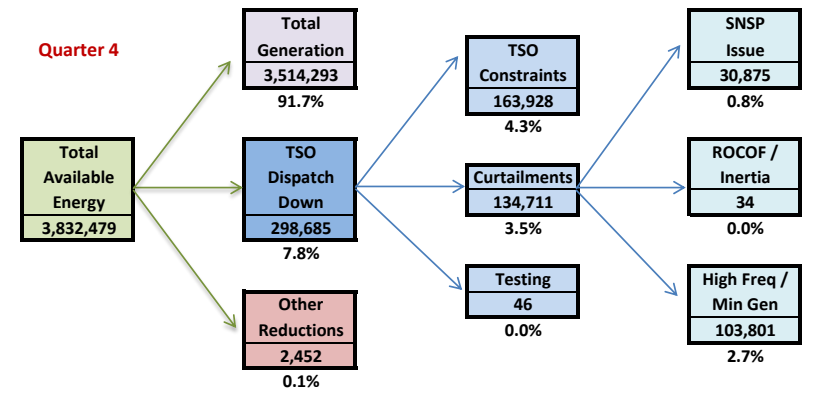 Quarter 4
Total
Available
Energy
3,832,479
Total
Generation
3,514,293
91.7%
TSO
Dispatch
Down
298,685
7.8%
Other
Reductions
2,452
0.1%
TSO
Constraints
163,928
4.3%
Curtailments
134,711
3.5%
Testing
46
0.0%
SNSP
Issue
30,875
0.8%
ROCOF /
Inertia
34
0.0%
High Freq /
Min Gen
103,801
2.7%